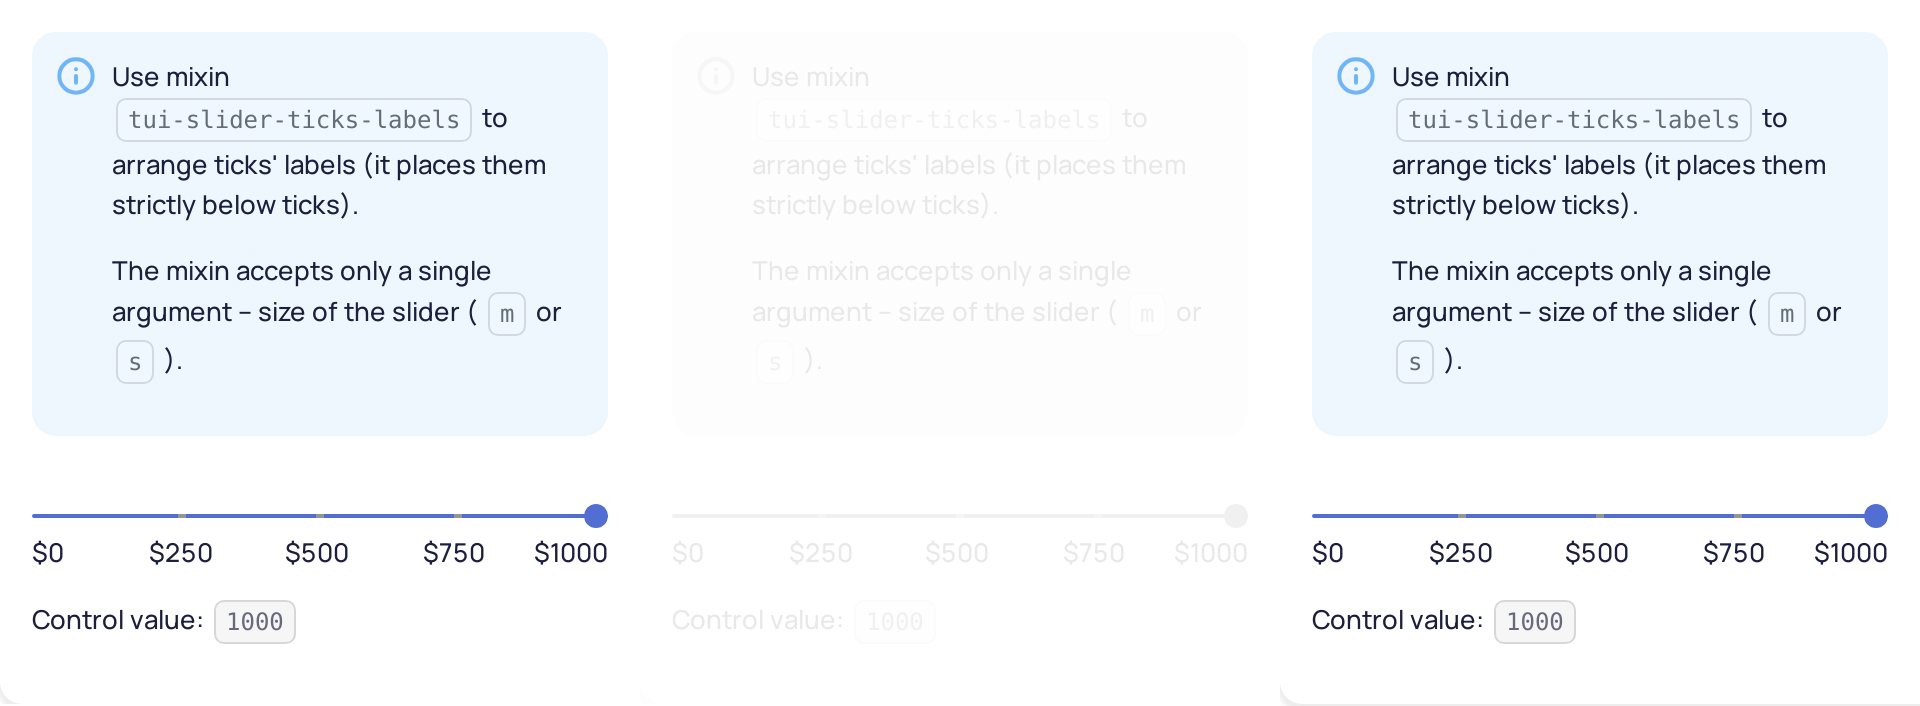 Use mixin
tui-slider-ticks-labels to
arrange ticks' labels (it places them
strictly below ticks).
The mixin accepts only a single
argument – size of the slider ( m or
s ).
$0 $250 $500 $750 $1000
Control value: 1000
Use mixin
tui-slider-ticks-labels to
arrange ticks' labels (it places them
strictly below ticks).
The mixin accepts only a single
argument – size of the slider ( m or
s ).
$0 $250 $500 $750 $1000
Control value: 1000
Use mixin
tui-slider-ticks-labels to
arrange ticks' labels (it places them
strictly below ticks).
The mixin accepts only a single
argument – size of the slider ( m or
s ).
$0 $250 $500 $750 $1000
Control value: 1000